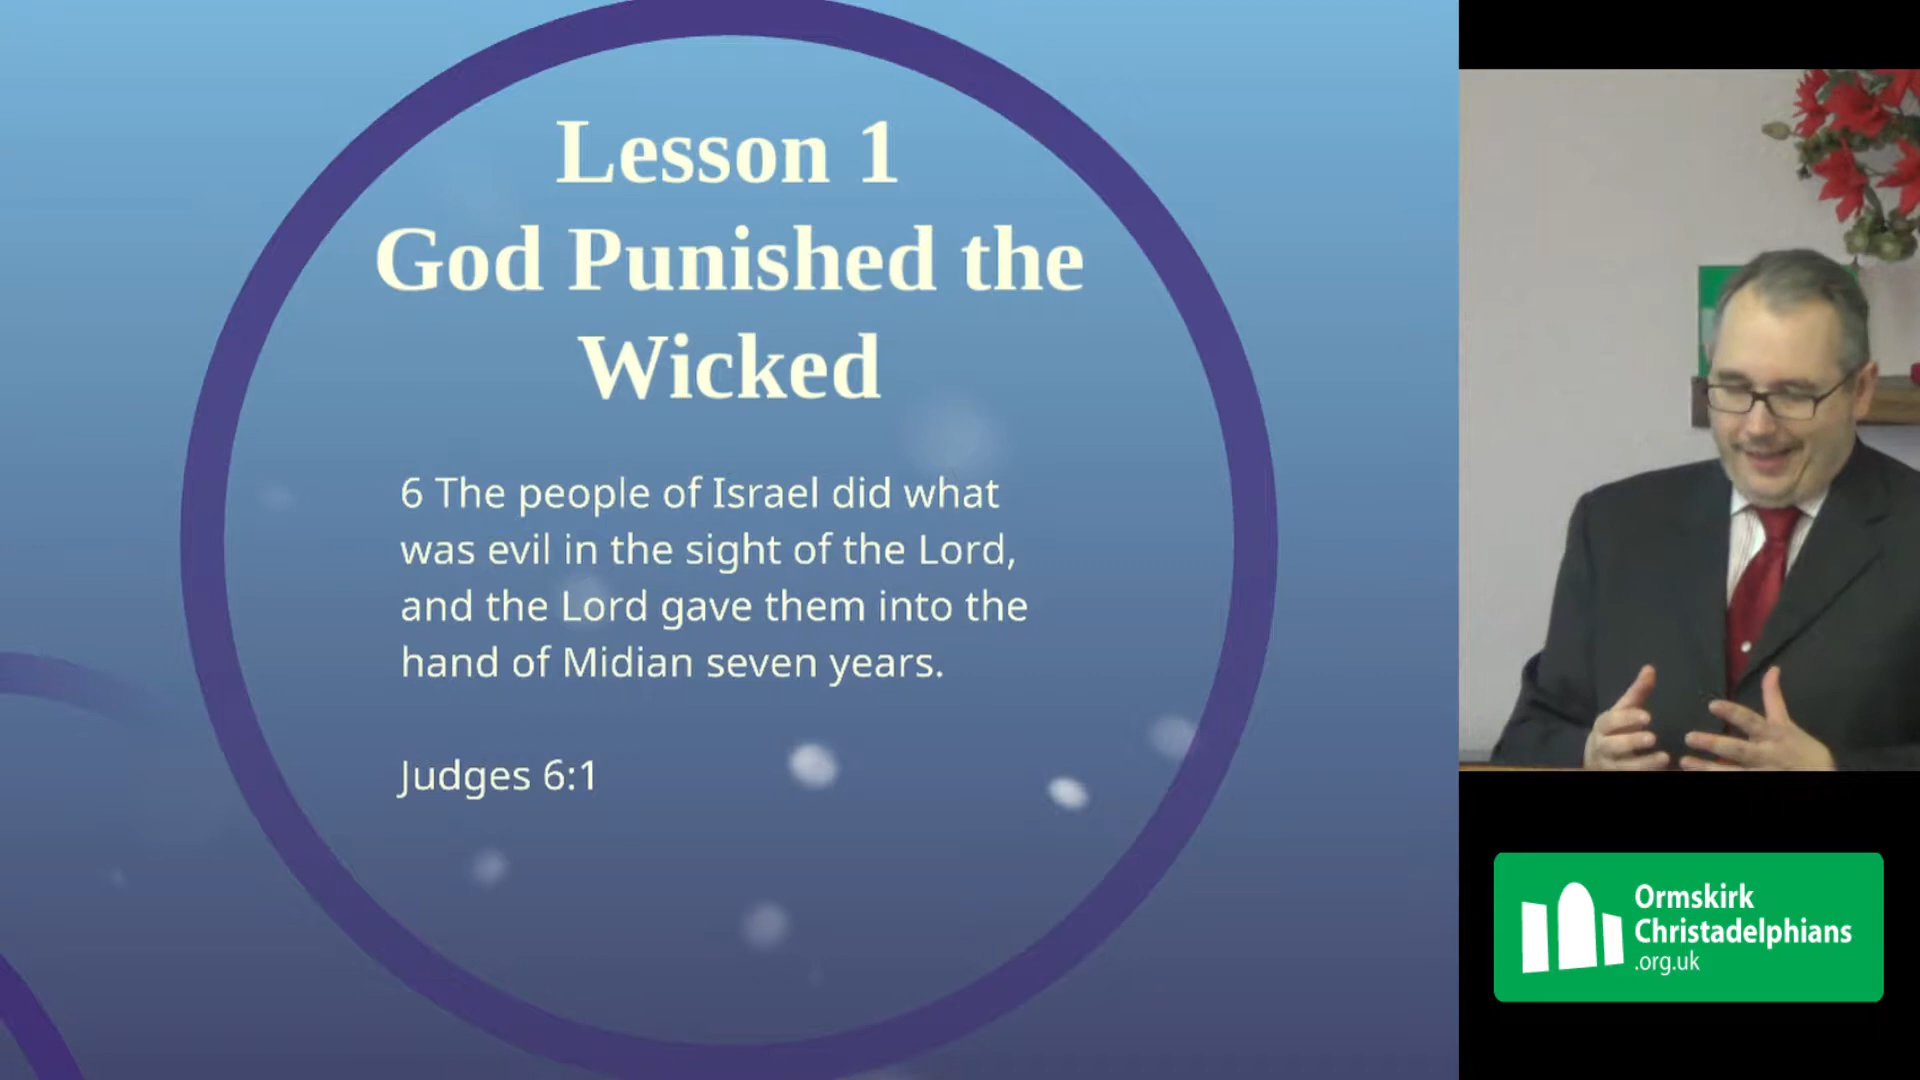 Lesson 1
God Punished the
Wicked
6 The people of Israel did what
was evil in the sight of the Lord,
and the Lord gave them into the
hand of Midian seven years.
Judges 6:1
Ormskirk
Christadelphians
.org.uk